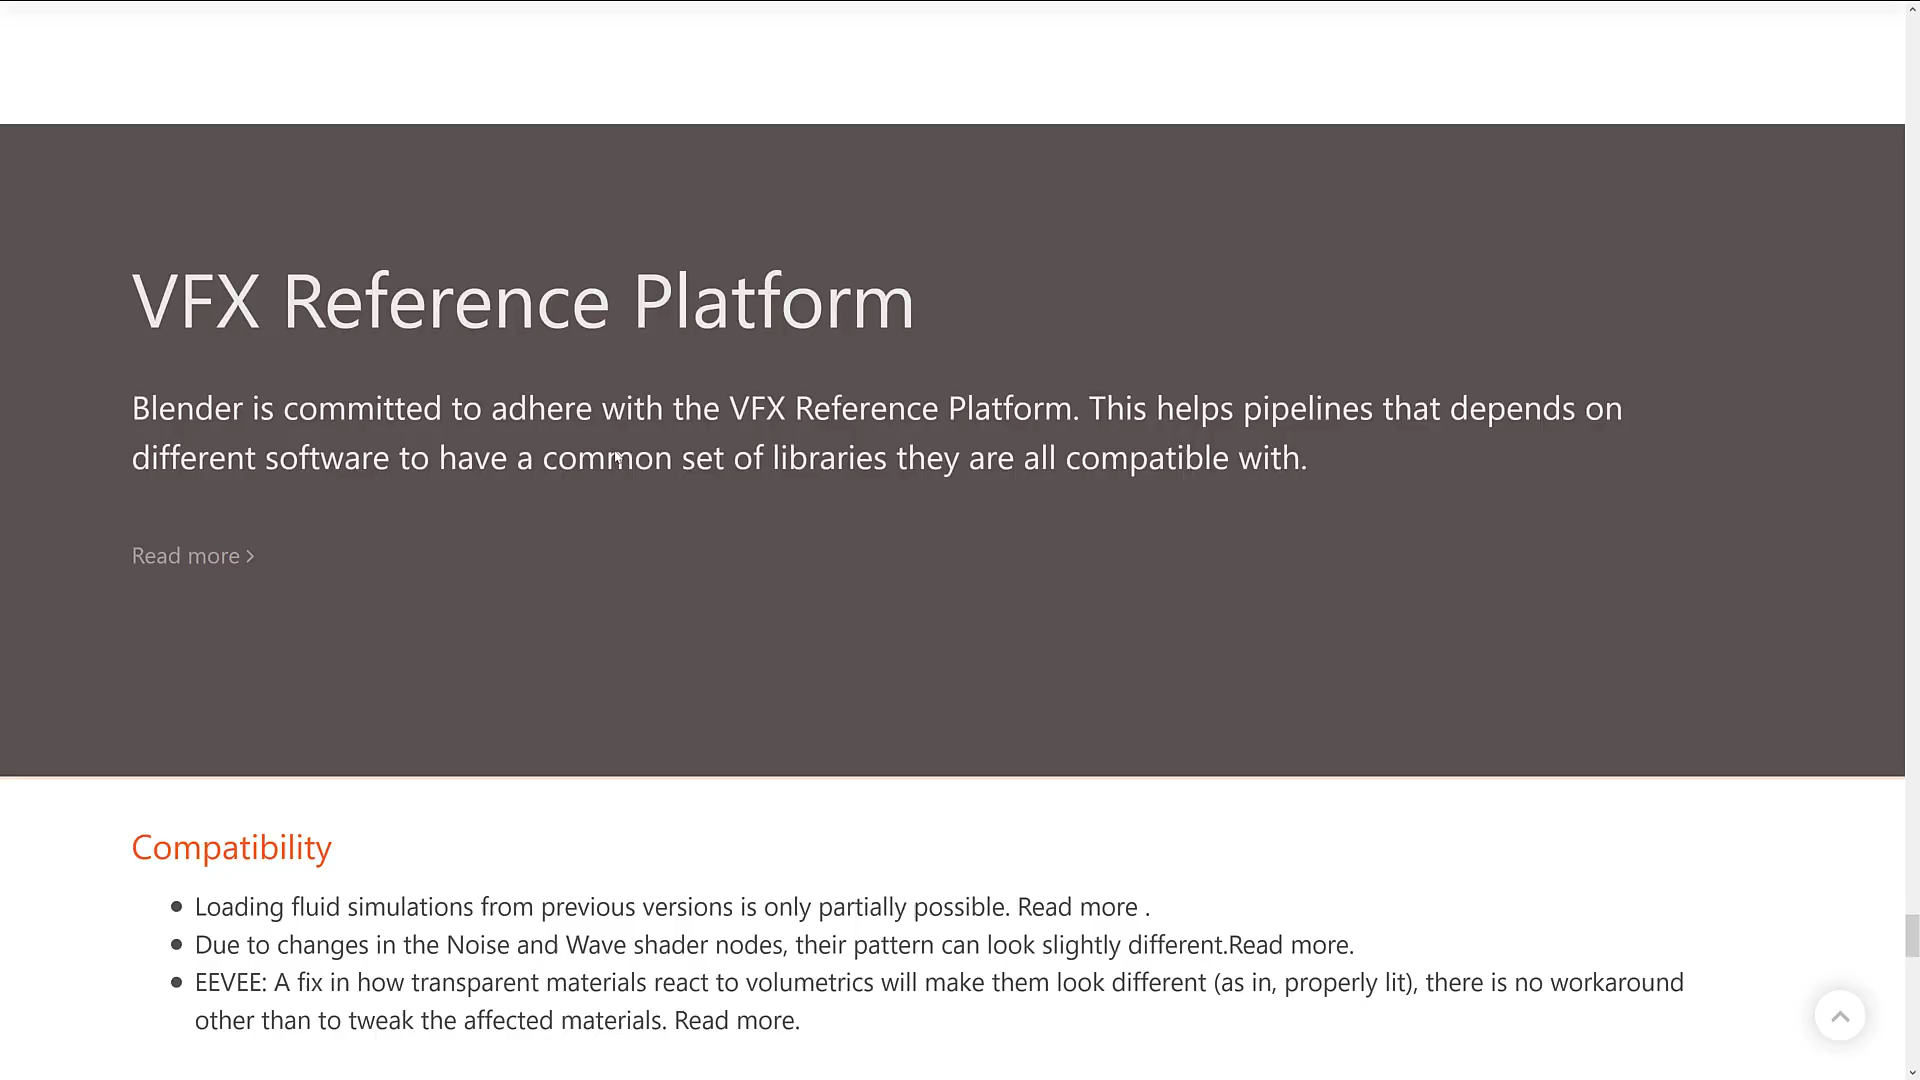 VFX Reference Platform
Blender is committed to adhere with the VFX Reference Platform. This helps pipelines that depends on
different software to have a common set of libraries they are all compatible with.
Read more
Compatibility
Loading fluid simulations from previous versions is only partially possible. Read more .
Due to changes in the Noise and Wave shader nodes, their pattern can look slightly different.Read more.
EEVEE: A fix in how transparent materials react to volumetrics will make them look different (as in, properly lit), there is no workaround
other than to tweak the affected materials. Read more.